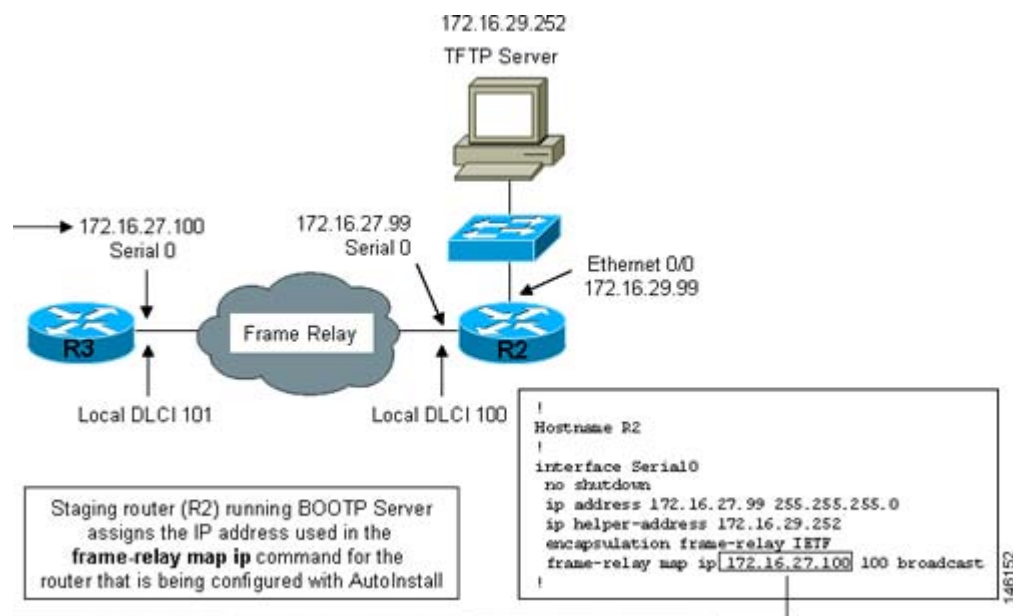 172.16.29.252
TFTP Server
172.16.27.100
Serial 0
172.16.27.99
Serial 0
Ethernet 0/0
172.16.29.99
R3
Frame Relay
R2
Local DLCI 101
Local DLCI 100
Staging router (R2) running BOOTP Server
assigns the IP address used in the
frame-relay map ip command for the
router that is being configured with AutoInstall
!
Hostname R2
!
interface Serial0
no shutdown
ip address 172.16.27.99 255.255.255.0
ip helper-address 172.16.29.252
encapsulation frame-relay IETF
frame-relay map ip 172.16.27.100 100 broadcast
!
146152